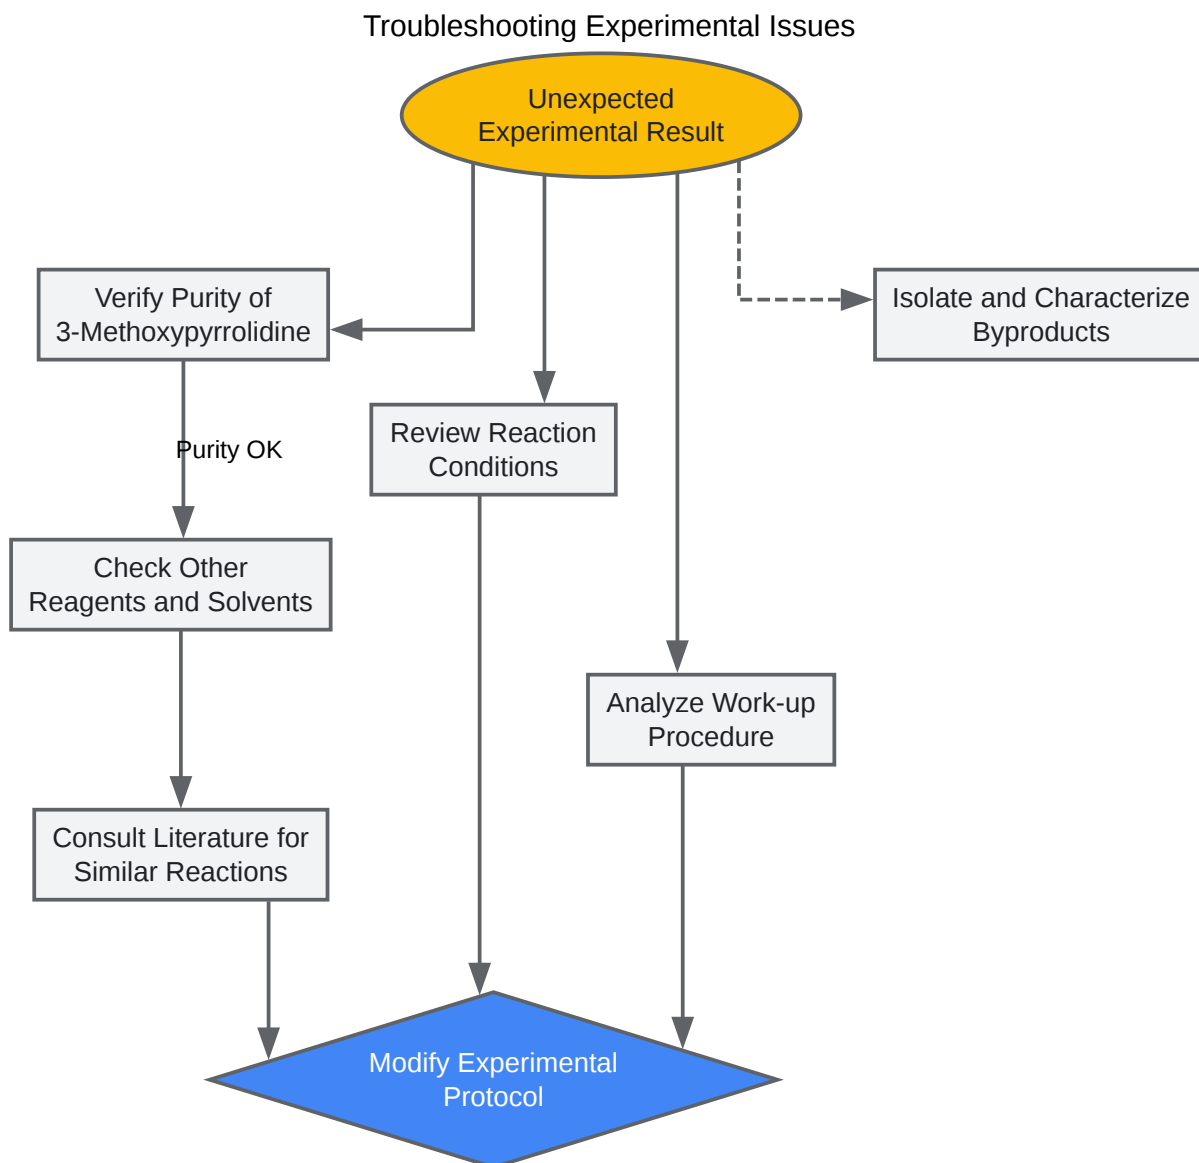 Troubleshooting Experimental Issues
Unexpected
Experimental Result
Verify Purity of
3-Methoxypyrrolidine
Isolate and Characterize
Byproducts
Review Reaction
Conditions
Purity OK
Check Other
Reagents and Solvents
Analyze Work-up
Procedure
Consult Literature for
Similar Reactions
Modify Experimental
Protocol